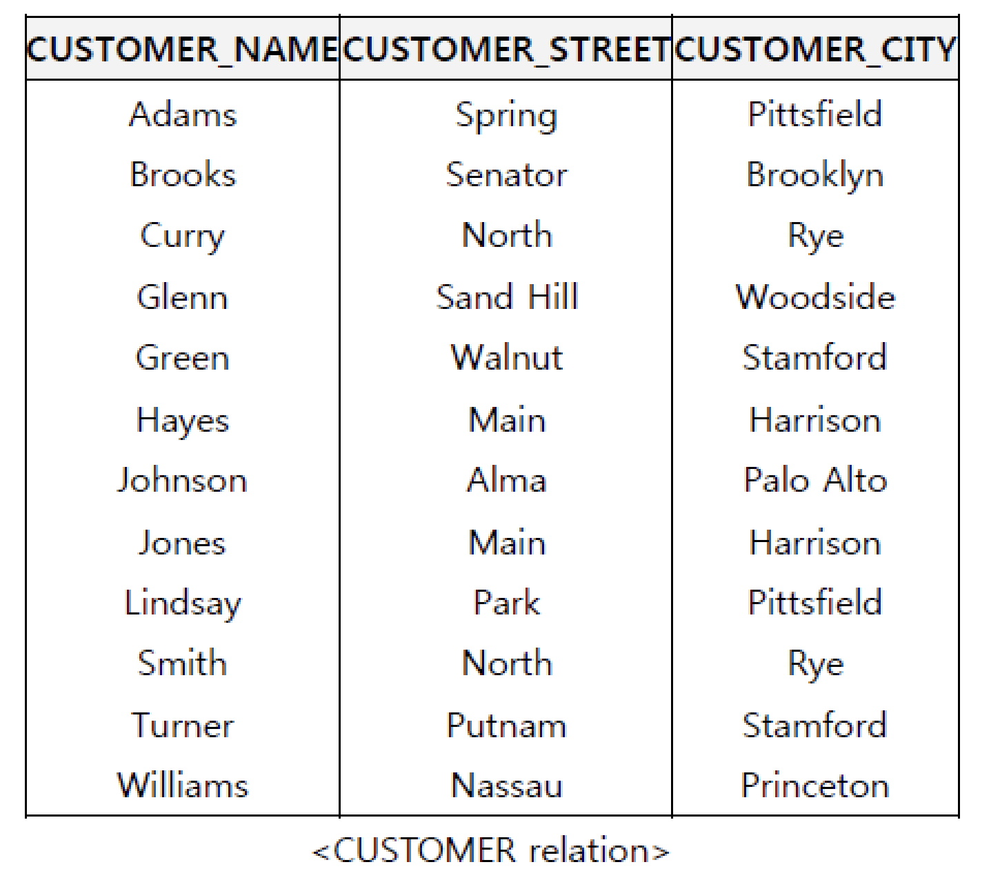 CUSTOMER_NAME CUSTOMER_STREET CUSTOMER_CITY
Adams Spring Pittsfield
Brooks Senator Brooklyn
Curry North Rye
Glenn Sand Hill Woodside
Green Walnut Stamford
Hayes Main Harrison
Johnson Alma Palo Alto
Jones Main Harrison
Lindsay Park Pittsfield
Smith North Rye
Turner Putnam Stamford
Williams Nassau Princeton
<CUSTOMER relation>